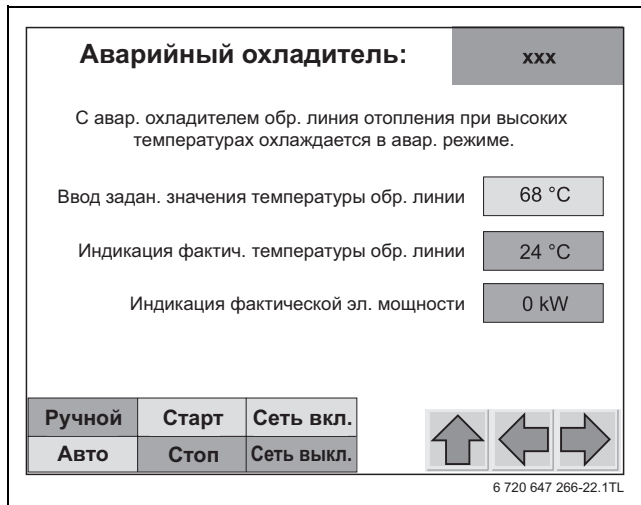 Аварийный охладитель: xxx
С авар. охладителем обр. линия отопления при высоких
температурах охлаждается в авар. режиме.
Ввод задан. значения температуры обр. линии 68 °C
Индикация фактич. температуры обр. линии 24 °C
Индикация фактической эл. мощности 0 kW
Ручной Старт Сеть вкл.
Авто Стоп Сеть выкл.
6 720 647 266-22.1TL